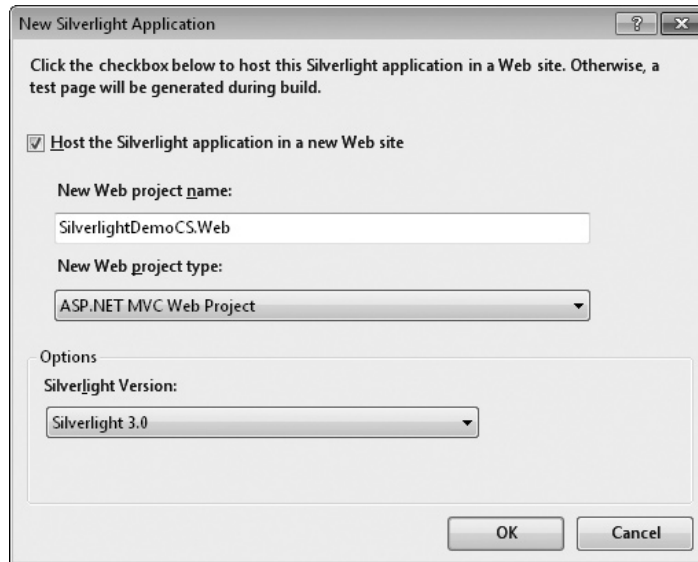 New Silverlight Application
Click the checkbox below to host this Silverlight application in a Web site. Otherwise, a
test page will be generated during build.
Host the Silverlight application in a new Web site
New Web project name:
SilverlightDemoCS.Web
New Web project type:
ASP.NET MVC Web Project
Options
Silverlight Version:
Silverlight 3.0
OK
Cancel